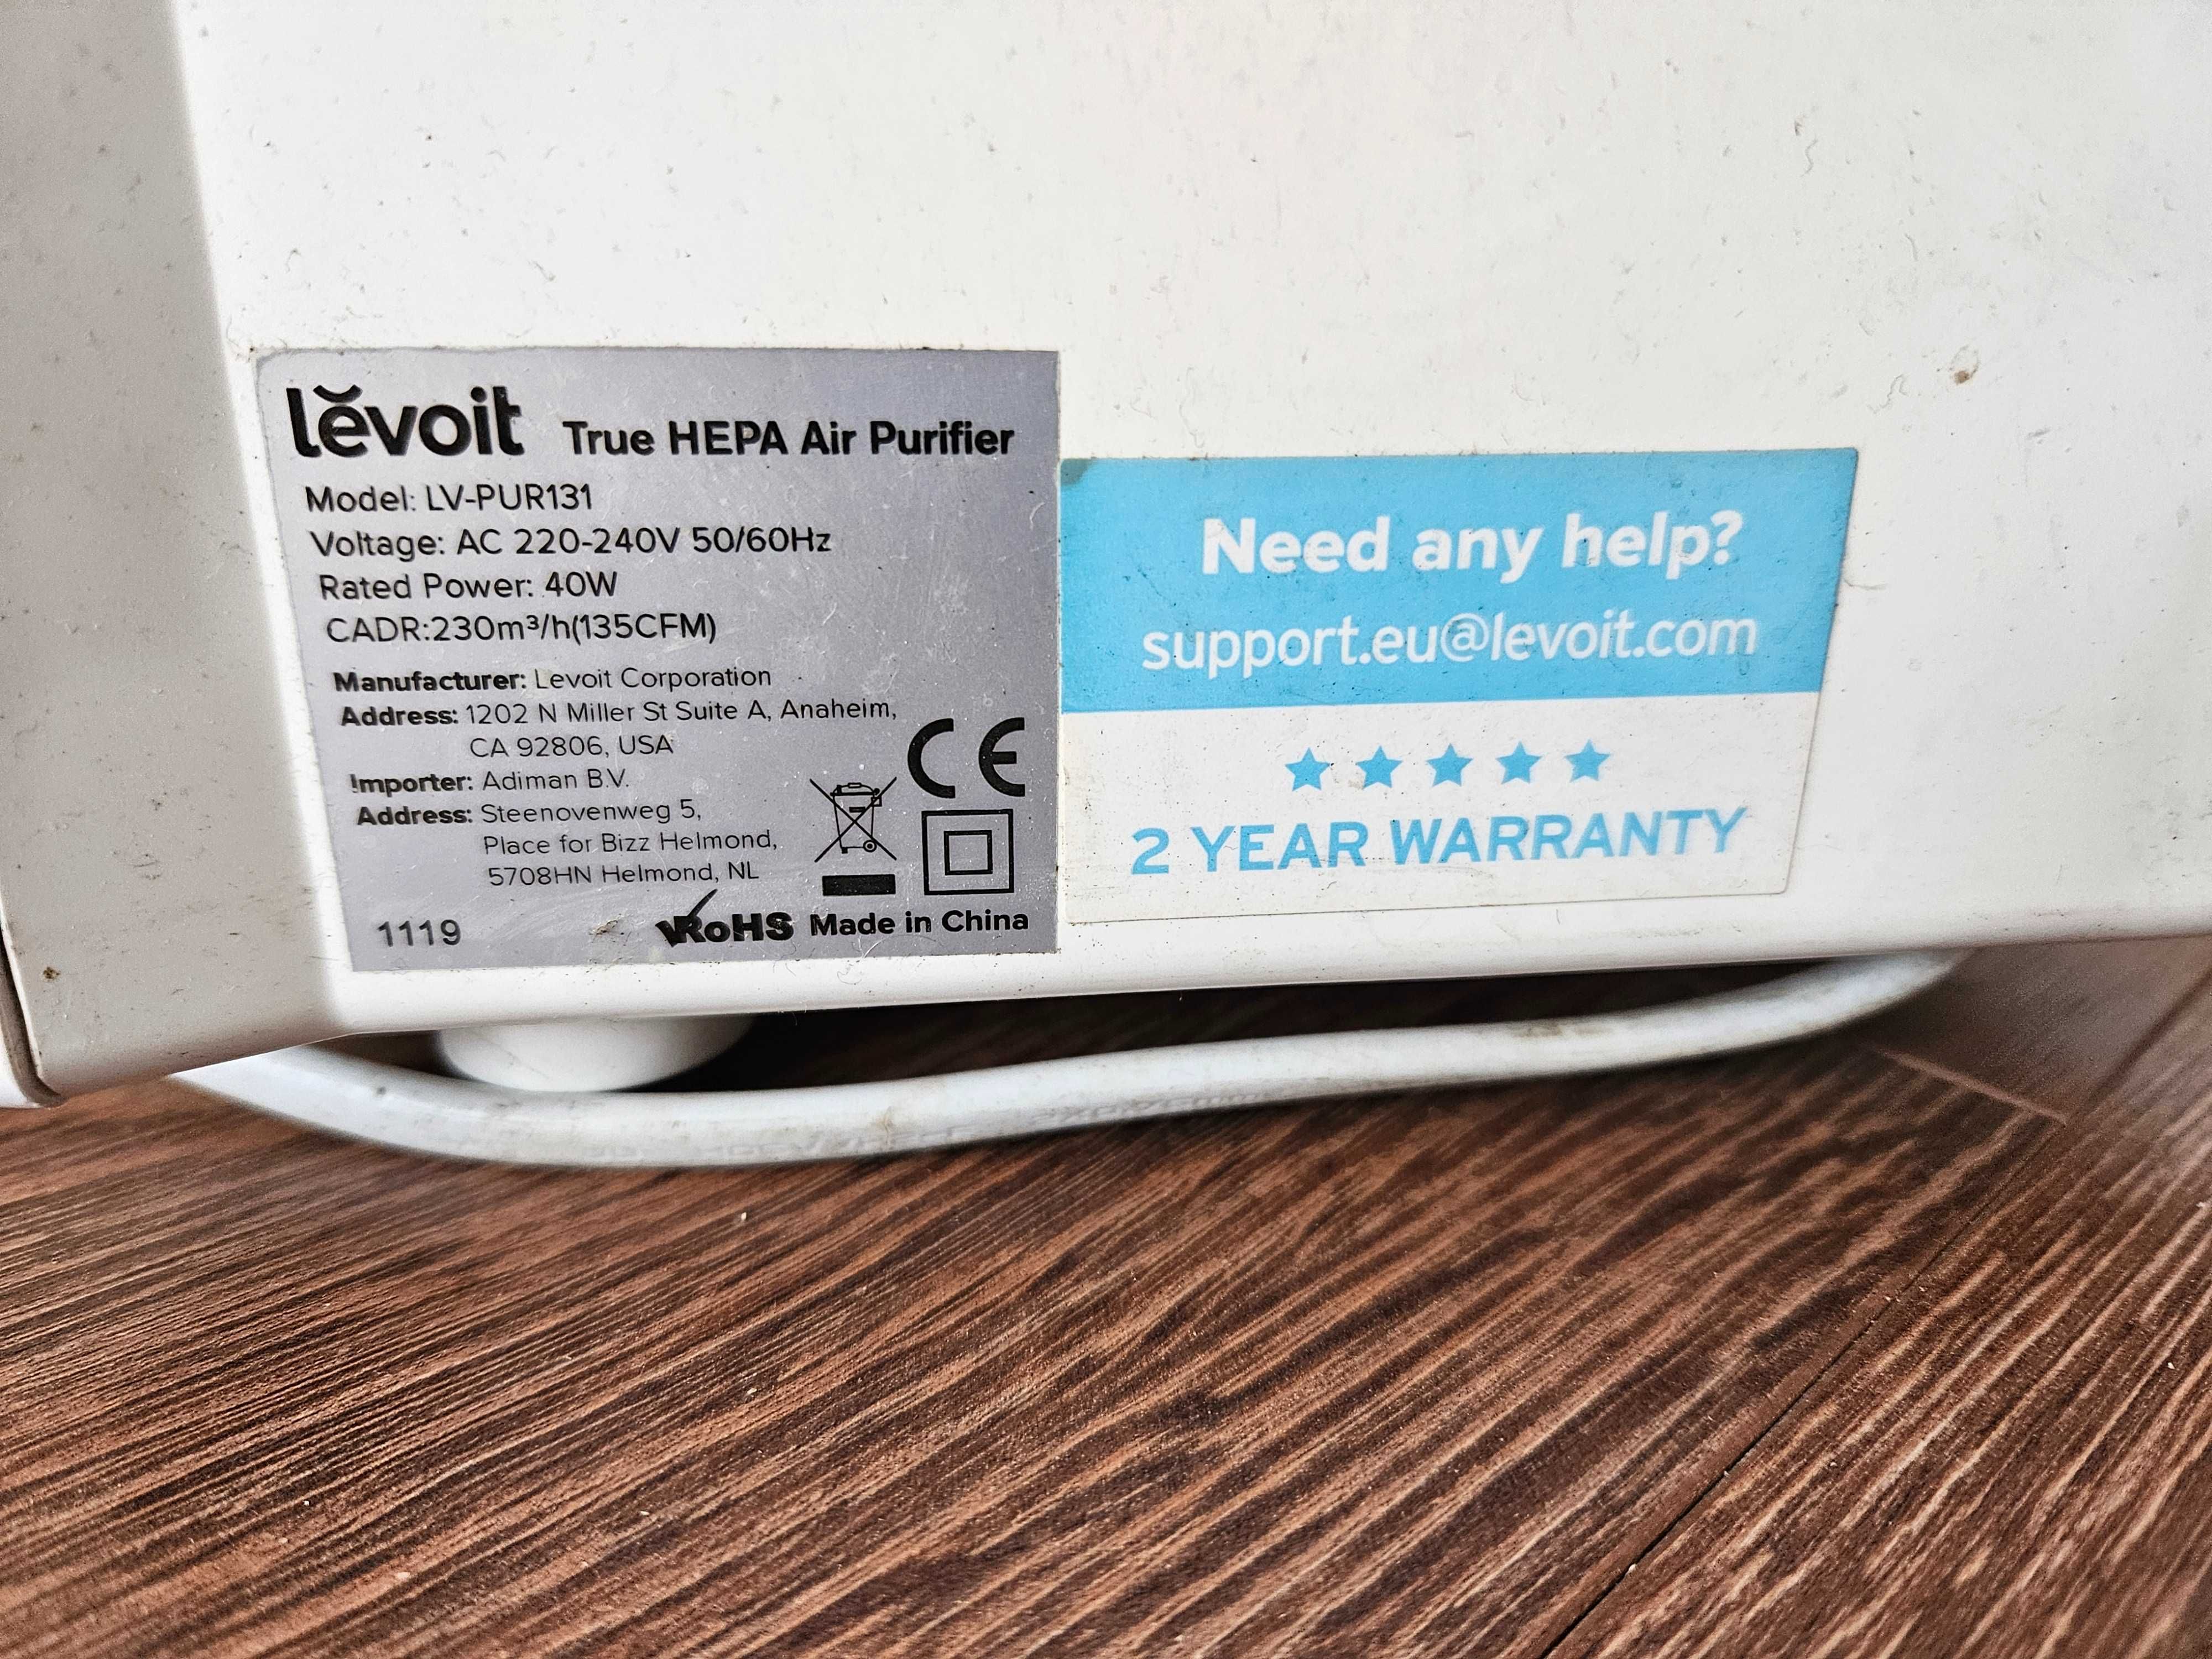 lĕvoit True HEPA Air Purifier
Model: LV-PUR131
Voltage: AC 220-240V 50/60Hz
Rated Power: 40W
CADR:230m³/h(135CFM)
Manufacturer: Levoit Corporation
Address: 1202 N Miller St Suite A, Anaheim,
CA 92806, USA
Importer: Adiman B.V.
Address: Steenovenweg 5,
Place for Bizz Helmond,
5708HN Helmond, NL
CE
1119 RoHS Made in China
Need any help?
support.eu@levoit.com
2 YEAR WARRANTY